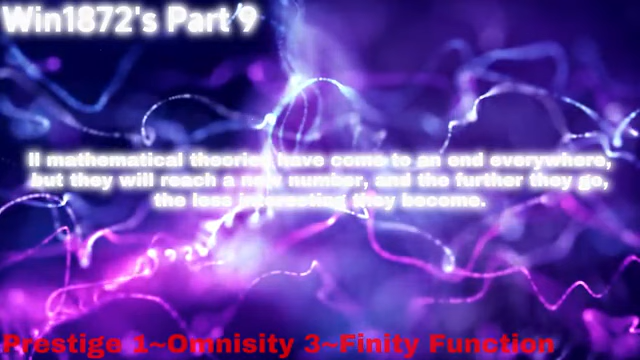 Win1872's Part 9
ll mathematical theories have come to an end everywhere,
but they will reach a new number, and the further they go,
the less interesting they become.
Prestige 1~Omnisity 3~Finity Function